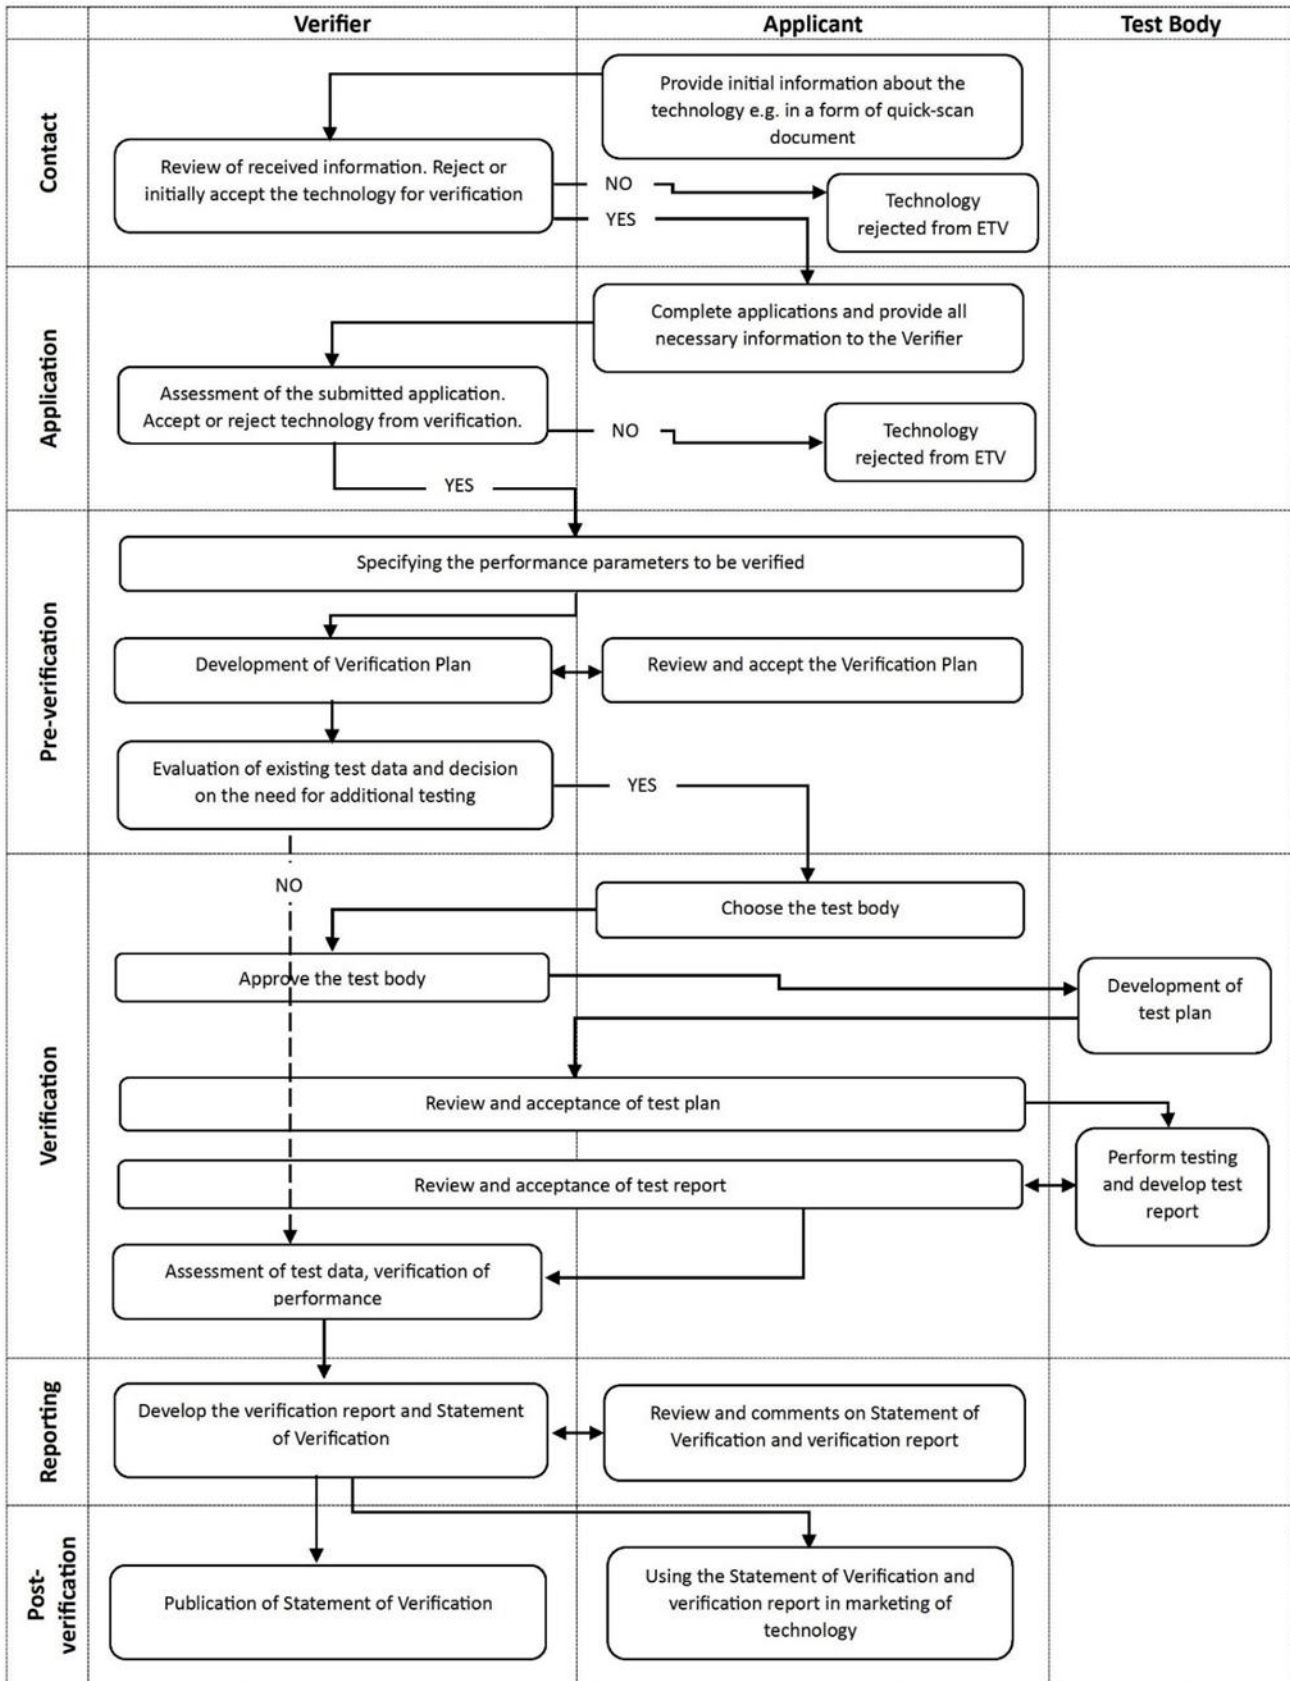 Verifier
Applicant
Test Body
Contact
Provide initial information about the
technology e.g. in a form of quick-scan
document
Review of received information. Reject or
initially accept the technology for verification
NO
YES
Technology
rejected from ETV
Application
Complete applications and provide all
necessary information to the Verifier
Assessment of the submitted application.
Accept or reject technology from verification.
NO
Technology
rejected from ETV
YES
Pre-verification
Specifying the performance parameters to be verified
Development of Verification Plan
Review and accept the Verification Plan
Evaluation of existing test data and decision
on the need for additional testing
YES
Verification
NO
Choose the test body
Approve the test body
Development of
test plan
Review and acceptance of test plan
Perform testing
and develop test
report
Review and acceptance of test report
Assessment of test data, verification of
performance
Reporting
Develop the verification report and Statement
of Verification
Review and comments on Statement of
Verification and verification report
Post-
verification
Publication of Statement of Verification
Using the Statement of Verification and
verification report in marketing of
technology